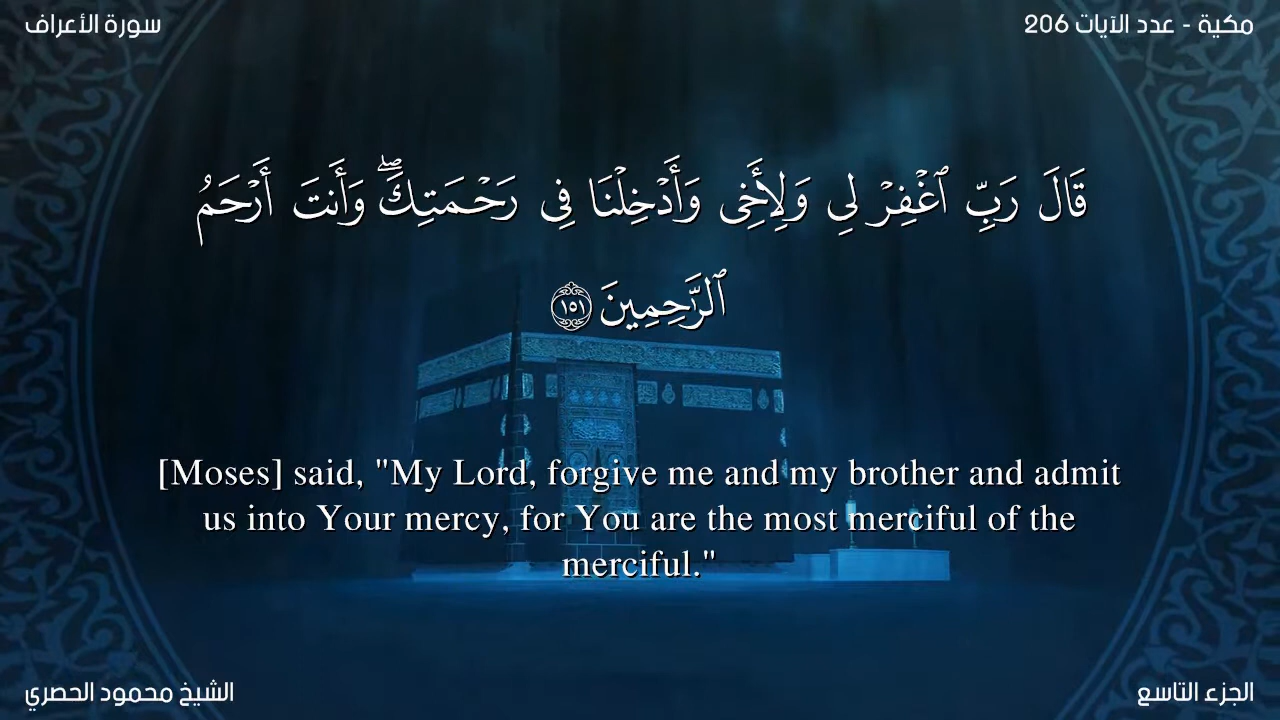 مكية - عدد الآيات 206
سورة الأعراف
قَالَ رَبِّ ٱغْفِرْ لِى وَلِأَخِى وَأَدْخِلْنَا فِى رَحْمَتِكَ ۖ وَأَنتَ أَرْحَمُ
ٱلرَّٰحِمِينَ ١٥١
[Moses] said, "My Lord, forgive me and my brother and admit
us into Your mercy, for You are the most merciful of the
merciful."
الجزء التاسع
الشيخ محمود الحصري